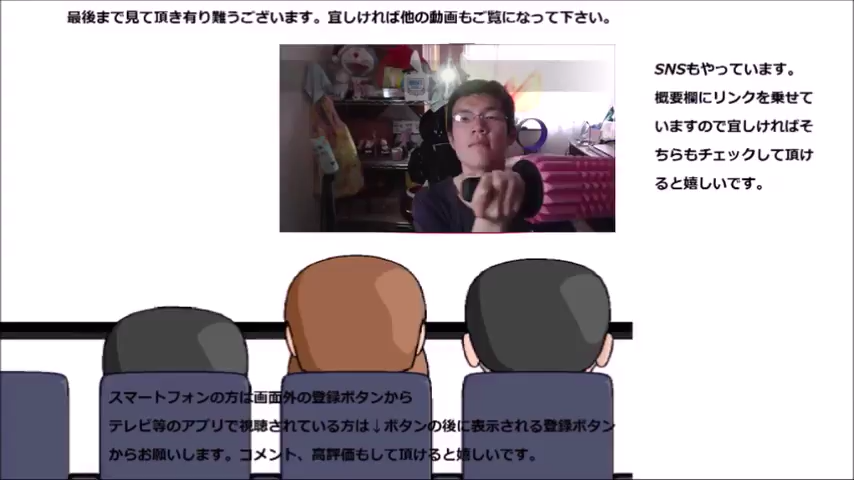 最後まで見て頂き有り難うございます。宜しければ他の動画もご覧になって下さい。
SNSもやっています。
概要欄にリンクを乗せて
いますので宜しければそ
ちらもチェックして頂け
ると嬉しいです。
スマートフォンの方は画面外の登録ボタンから
テレビ等のアプリで視聴されている方は↓ボタンの後に表示される登録ボタン
からお願いします。コメント、高評価もして頂けると嬉しいです。